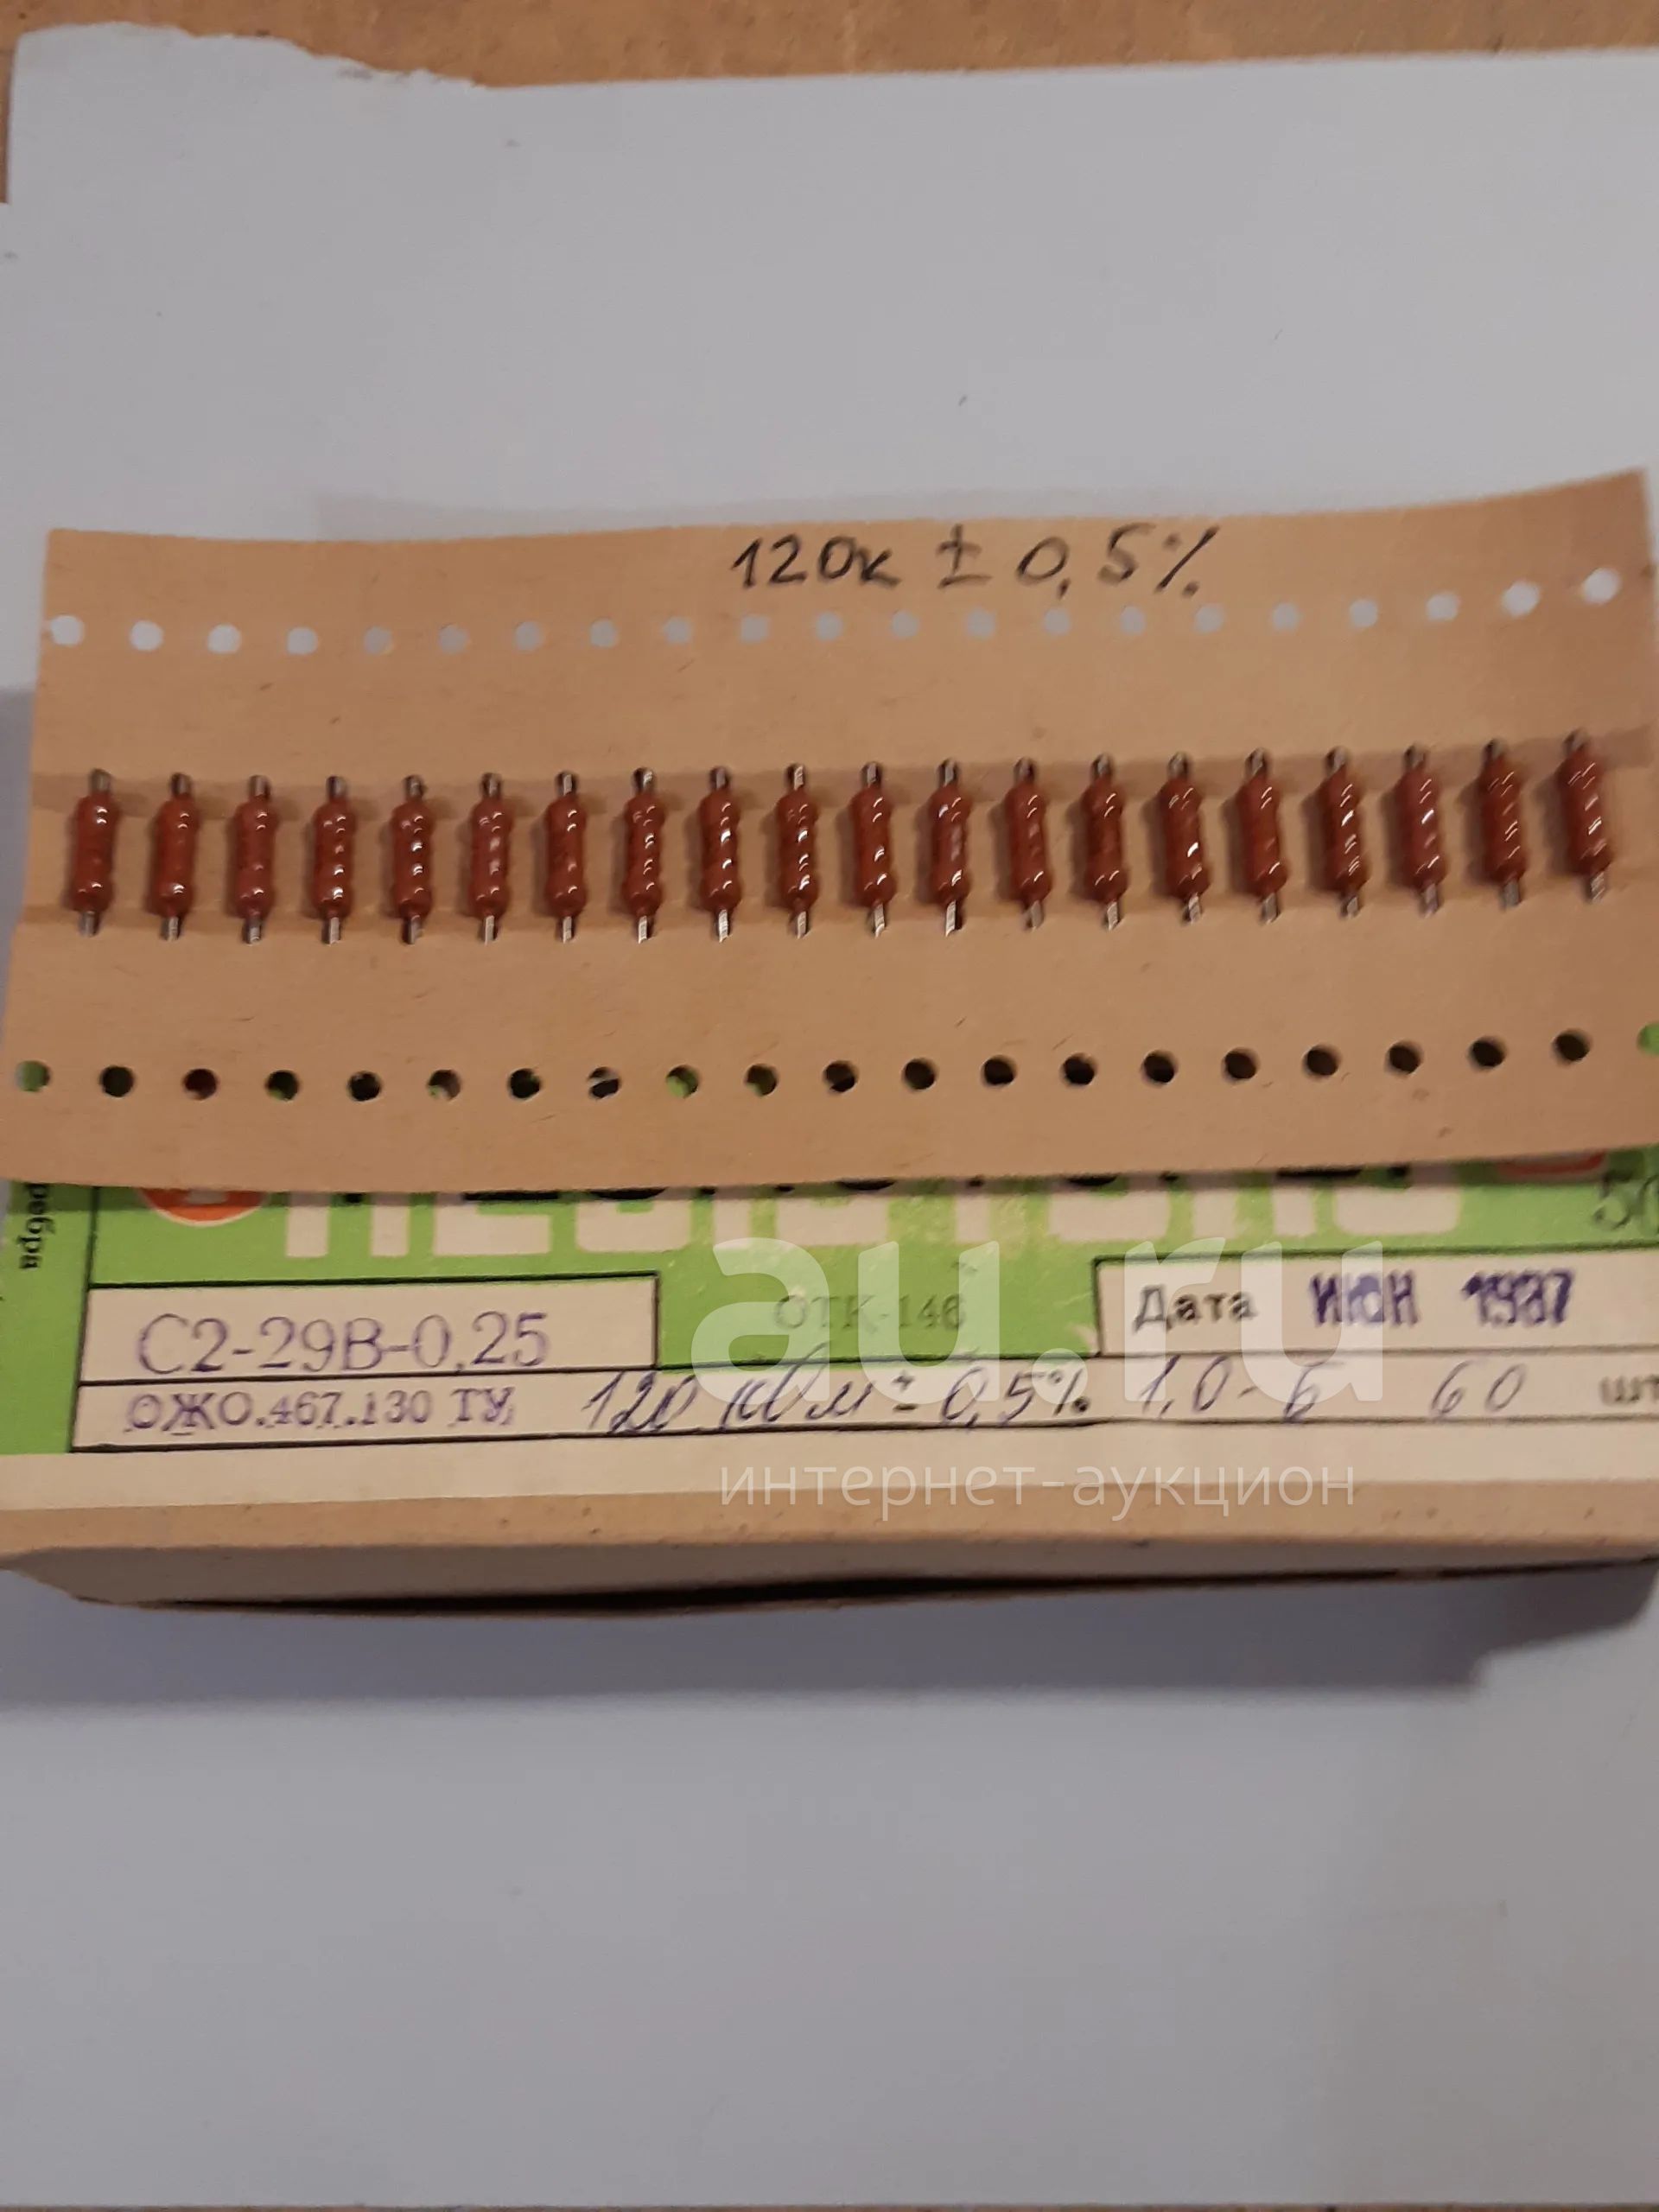 120к ± 0,5%
С2-29В-0,25
ОТК-146
Дата ИЮН 1987
ОЖО.467.130 ТУ, 120 кОм ± 0,5% 1,0-Б 60 шт
au.ru
интернет-аукцион